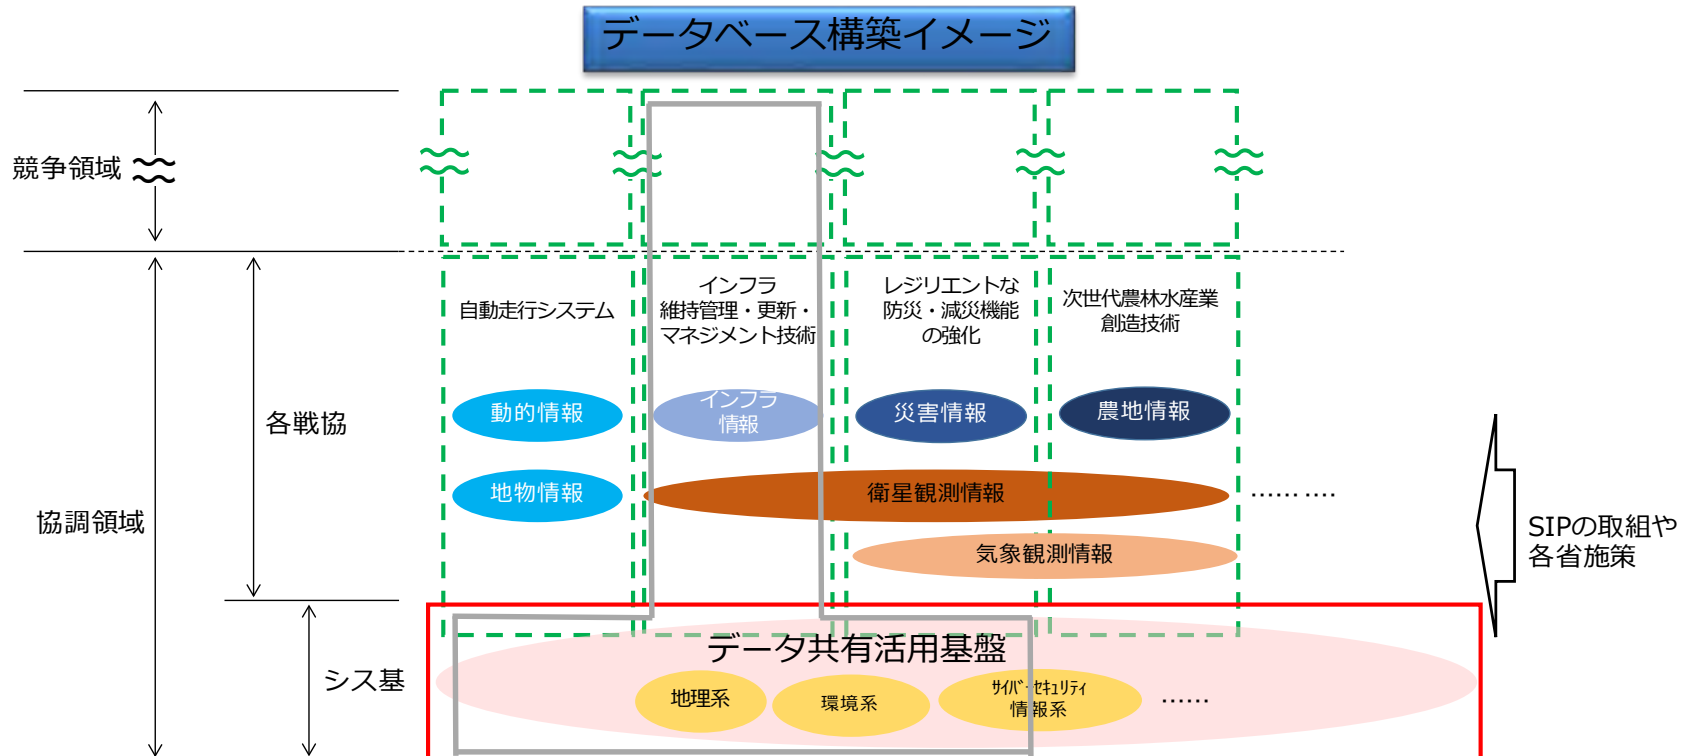 データベース構築イメージ
競争領域
自動走行システム
インフラ
維持管理・更新・
マネジメント技術
レジリエントな
防災・減災機能
の強化
次世代農林水産業
創造技術
動的情報
インフラ
情報
災害情報
農地情報
各戦協
地物情報
衛星観測情報
…… ….
協調領域
SIPの取組や
各省施策
気象観測情報
データ共有活用基盤
シス基
地理系
環境系
ｻｲﾊﾞｰｾｷｭﾘﾃｨ
情報系
……